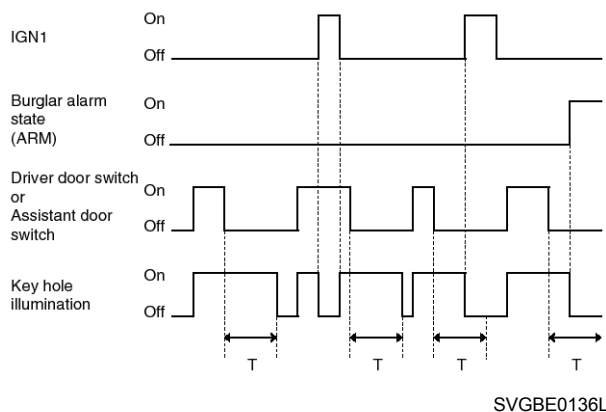 IGN1
On
Off
Burglar alarm
state
(ARM)
On
Off
Driver door switch
or
Assistant door
switch
On
Off
Key hole
illumination
On
Off
T
T
T
T
SVGBE0136L